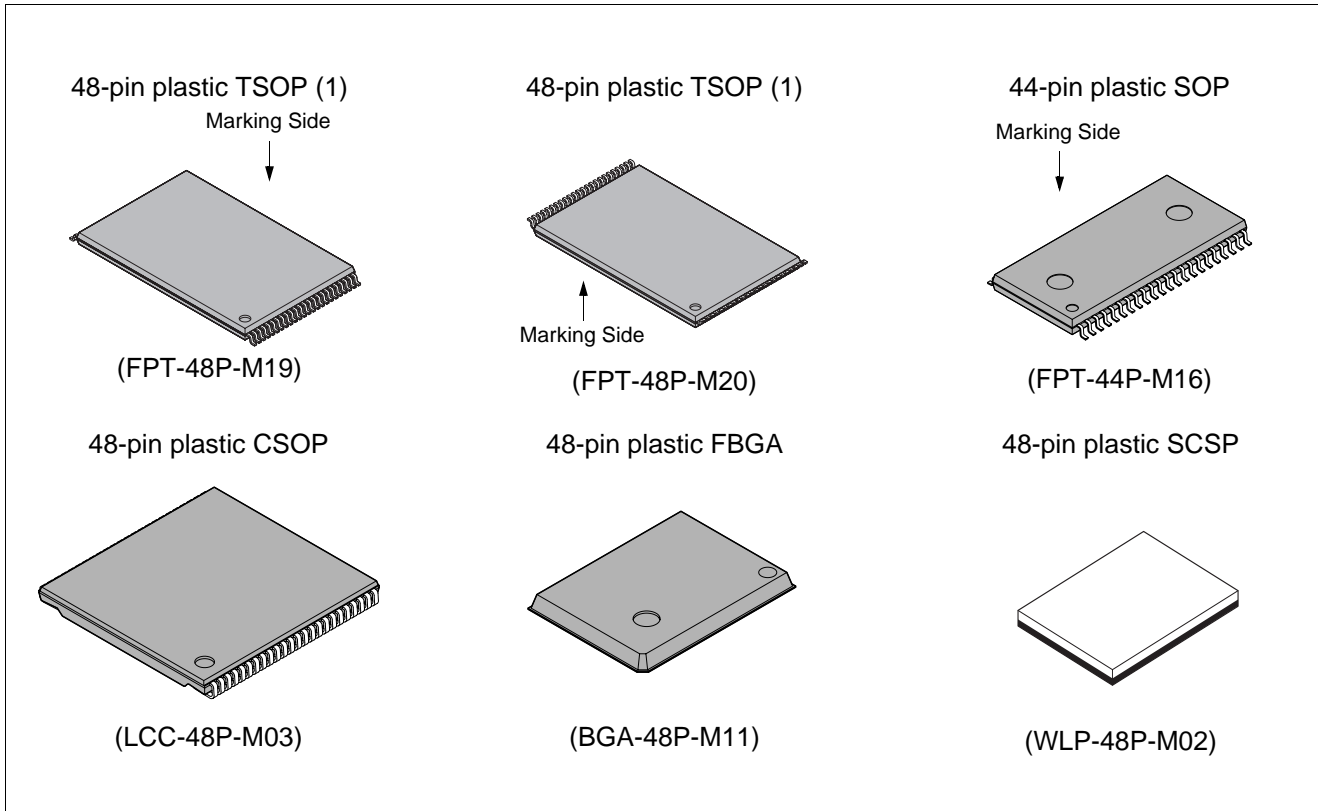 48-pin plastic TSOP (1)
Marking Side
(FPT-48P-M19)
48-pin plastic TSOP (1)
Marking Side
(FPT-48P-M20)
44-pin plastic SOP
Marking Side
(FPT-44P-M16)
48-pin plastic CSOP
(LCC-48P-M03)
48-pin plastic FBGA
(BGA-48P-M11)
48-pin plastic SCSP
(WLP-48P-M02)